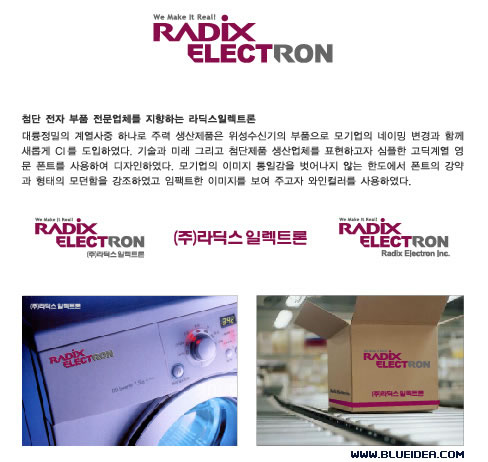 We Make It Real!
RADIX
ELECTRON
첨단 전자 부품 전문업체를 지향하는 라딕스일렉트론
대륭정밀의 계열사중 하나로 주력 생산제품은 위성수신기의 부품으로 모기업의 네이밍 변경과 함께
새롭게 CI를 도입하였다. 기술과 미래 그리고 첨단제품 생산업체를 표현하고자 심플한 고딕계열 영
문 폰트를 사용하여 디자인하였다. 모기업의 이미지 통일감을 벗어나지 않는 한도에서 폰트의 강약
과 형태의 모던함을 강조하였고 임팩트한 이미지를 보여 주고자 와인컬러를 사용하였다.
We Make It Real!
RADIX
ELECTRON
(주)라딕스일렉트론
(주)라딕스 일렉트론
We Make It Real!
RADIX
ELECTRON
Radix Electron Inc.
(주)라딕스 일렉트론
RADIX
ELECTRON
RADIX
ELECTRON
(주)라딕스 일렉트론
WWW.BLUEIDEA.COM